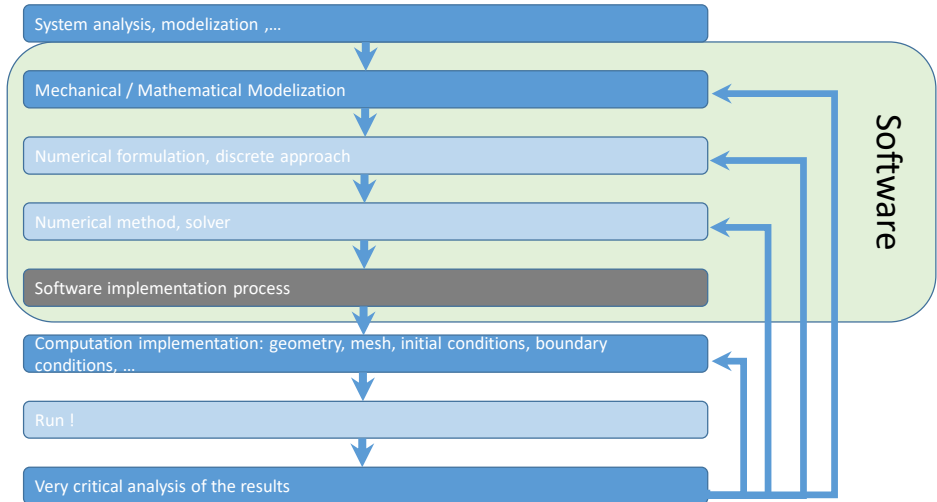 System analysis, modelization ,...
Mechanical / Mathematical Modelization
Numerical formulation, discrete approach
Numerical method, solver
Software implementation process
Software
Computation implementation: geometry, mesh, initial conditions, boundary
conditions, ...
Run !
Very critical analysis of the results